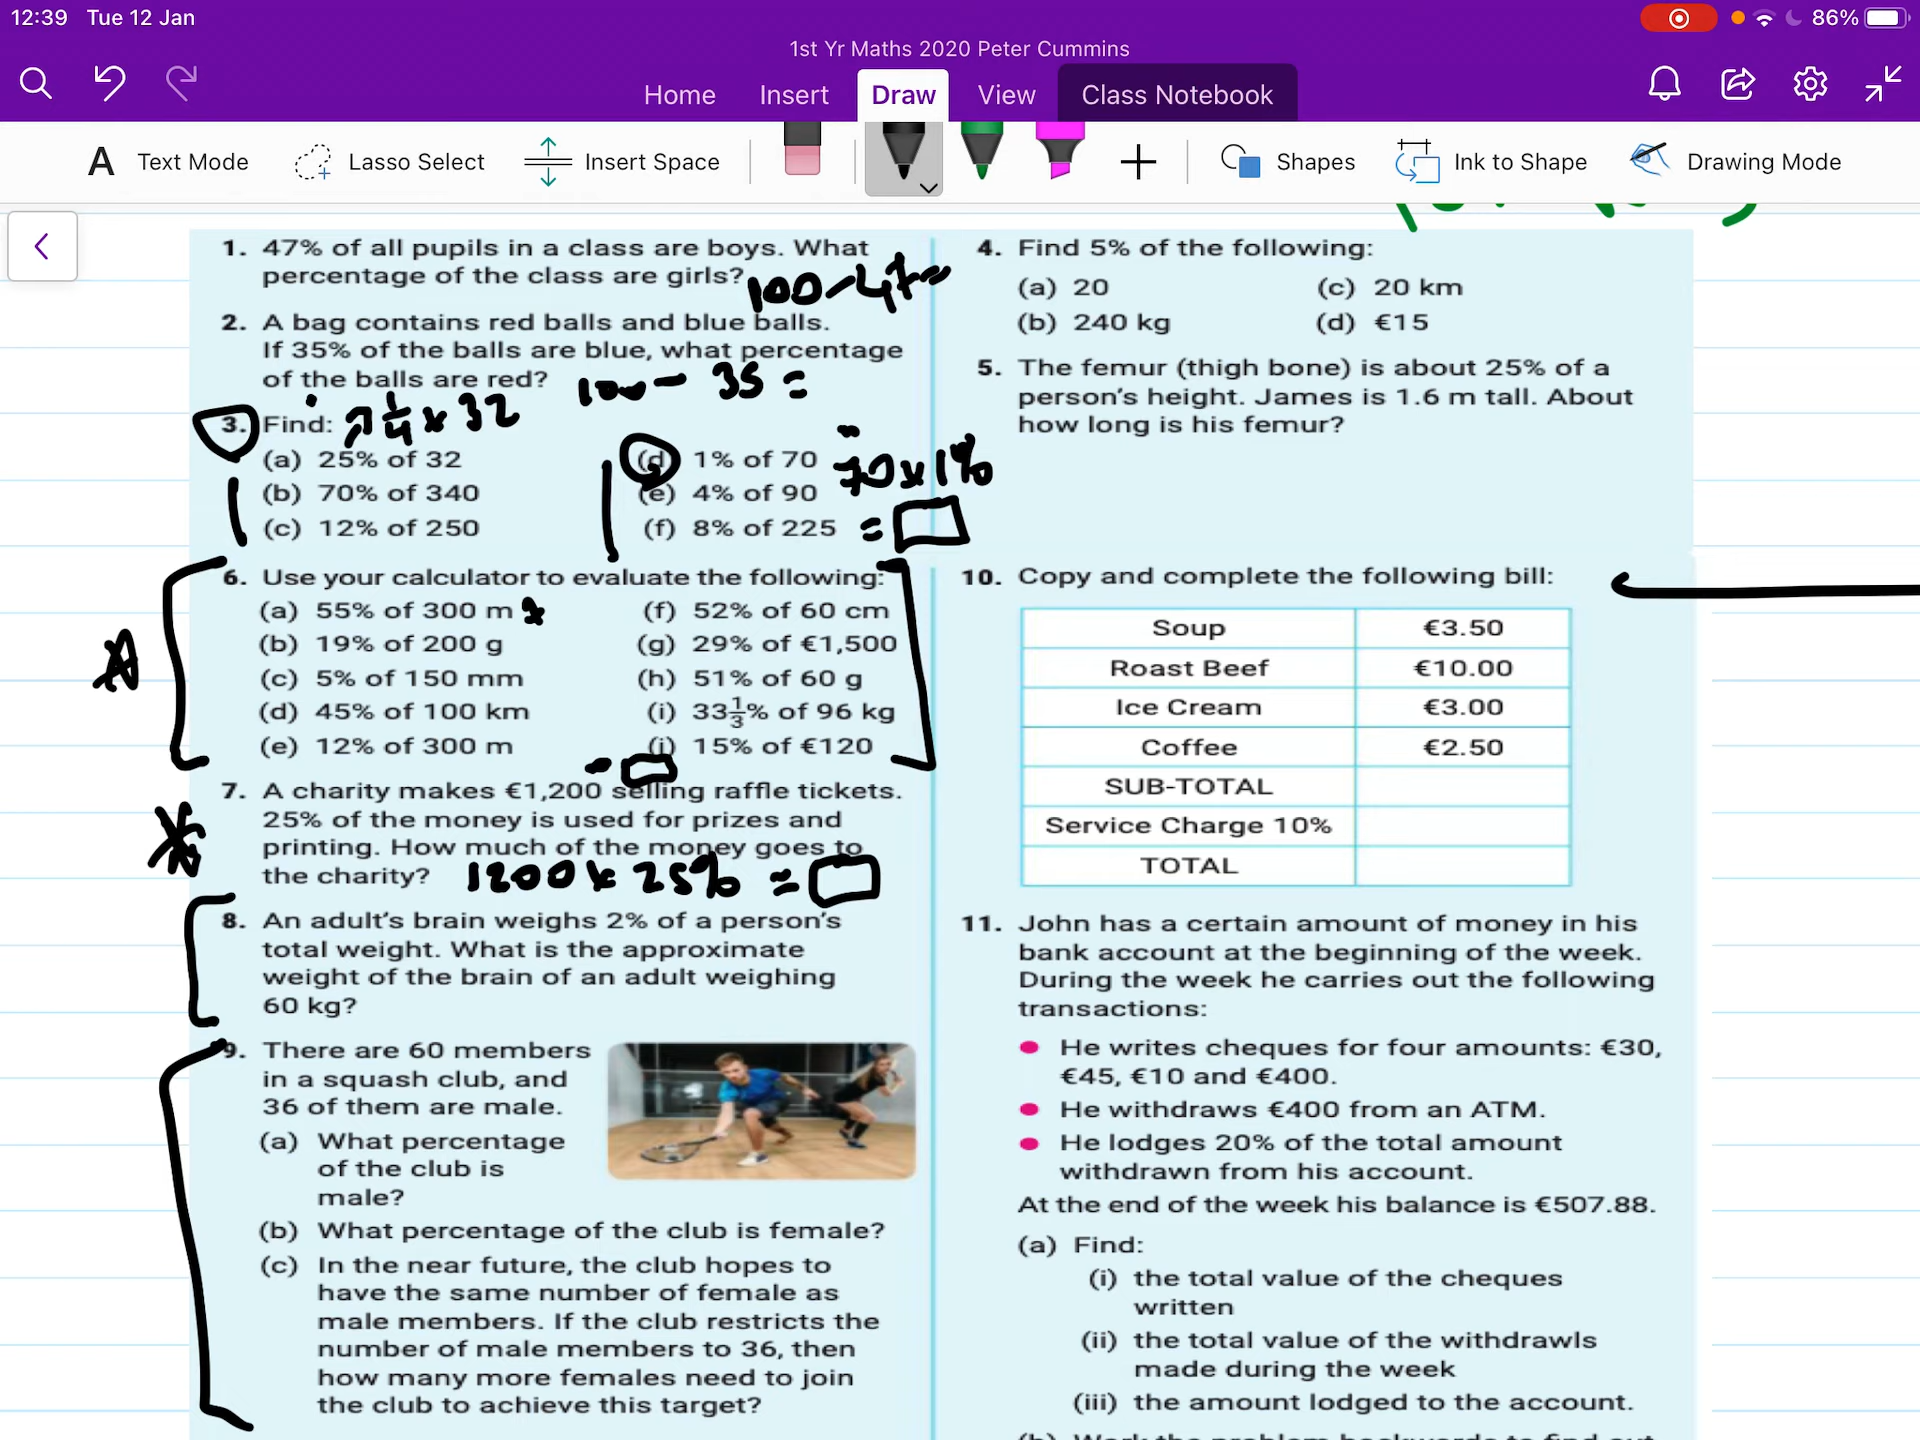 12:39 Tue 12 Jan
86%
1st Yr Maths 2020 Peter Cummins
Home Insert Draw View Class Notebook
A Text Mode Lasso Select Insert Space Shapes Ink to Shape Drawing Mode
1. 47% of all pupils in a class are boys. What
percentage of the class are girls?
100-47=
2. A bag contains red balls and blue balls.
If 35% of the balls are blue, what percentage
of the balls are red?
100 - 35 =
3. Find:
1/4 x 32
(a) 25% of 32
(b) 70% of 340
(c) 12% of 250
(d) 1% of 70
70 x 1%
(e) 4% of 90
(f) 8% of 225
=
6. Use your calculator to evaluate the following:
(a) 55% of 300 m
(b) 19% of 200 g
(c) 5% of 150 mm
(d) 45% of 100 km
(e) 12% of 300 m
(f) 52% of 60 cm
(g) 29% of €1,500
(h) 51% of 60 g
(i) 33⅓% of 96 kg
(j) 15% of €120
7. A charity makes €1,200 selling raffle tickets.
25% of the money is used for prizes and
printing. How much of the money goes to
the charity?
1200 x 25% =
8. An adult's brain weighs 2% of a person's
total weight. What is the approximate
weight of the brain of an adult weighing
60 kg?
9. There are 60 members
in a squash club, and
36 of them are male.
(a) What percentage
of the club is
male?
(b) What percentage of the club is female?
(c) In the near future, the club hopes to
have the same number of female as
male members. If the club restricts the
number of male members to 36, then
how many more females need to join
the club to achieve this target?
4. Find 5% of the following:
(a) 20
(b) 240 kg
(c) 20 km
(d) €15
5. The femur (thigh bone) is about 25% of a
person's height. James is 1.6 m tall. About
how long is his femur?
10. Copy and complete the following bill:
Soup €3.50
Roast Beef €10.00
Ice Cream €3.00
Coffee €2.50
SUB-TOTAL
Service Charge 10%
TOTAL
11. John has a certain amount of money in his
bank account at the beginning of the week.
During the week he carries out the following
transactions:
● He writes cheques for four amounts: €30,
€45, €10 and €400.
● He withdraws €400 from an ATM.
● He lodges 20% of the total amount
withdrawn from his account.
At the end of the week his balance is €507.88.
(a) Find:
(i) the total value of the cheques
written
(ii) the total value of the withdrawls
made during the week
(iii) the amount lodged to the account.